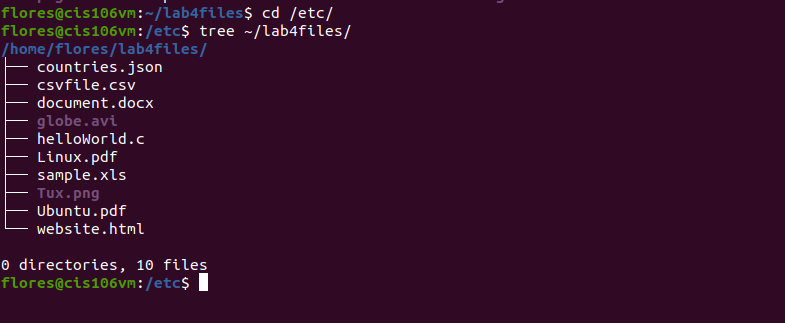 flores@cis106vm:~/lab4files$ cd /etc/
flores@cis106vm:/etc$ tree ~/lab4files/
/home/flores/lab4files/
├── countries.json
├── csvfile.csv
├── document.docx
├── globe.avi
├── helloWorld.c
├── Linux.pdf
├── sample.xls
├── Tux.png
├── Ubuntu.pdf
└── website.html
0 directories, 10 files
flores@cis106vm:/etc$